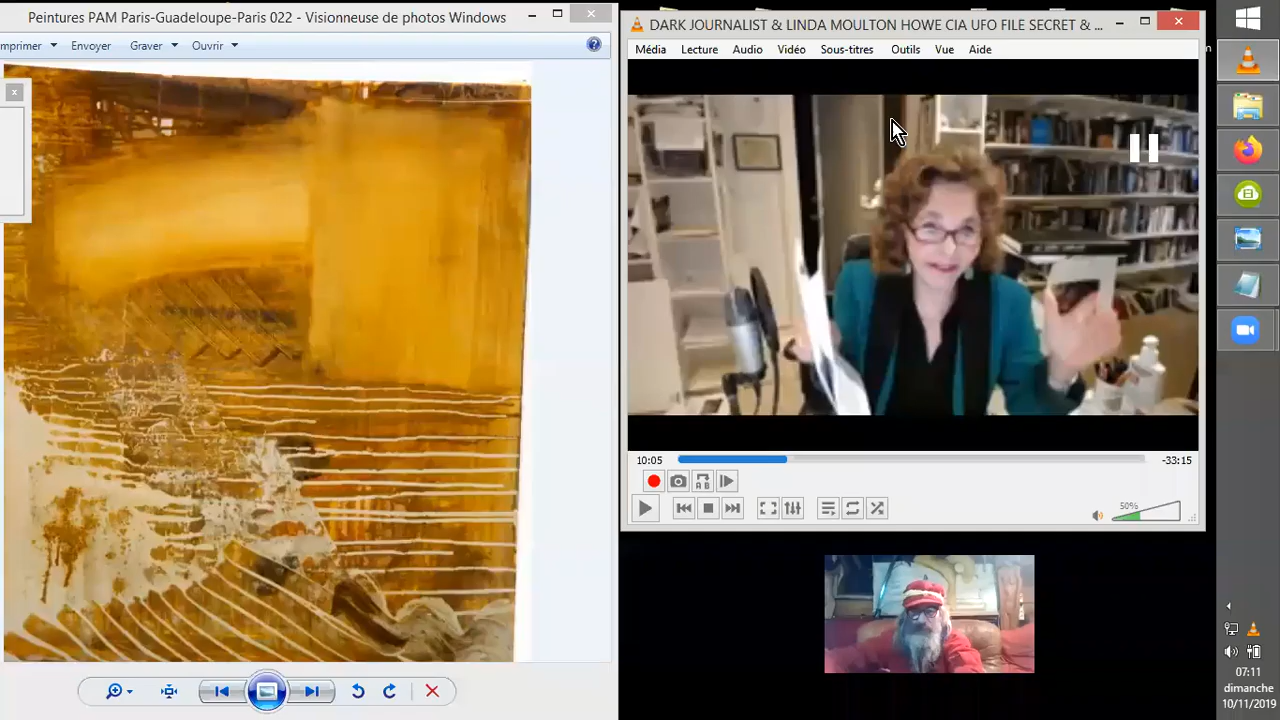 Peintures PAM Paris-Guadeloupe-Paris 022 - Visionneuse de photos Windows
mprimer Envoyer Graver Ouvrir
DARK JOURNALIST & LINDA MOULTON HOWE CIA UFO FILE SECRET & ...
Média Lecture Audio Vidéo Sous-titres Outils Vue Aide
10:05 -33:15
50%
07:11
dimanche
10/11/2019